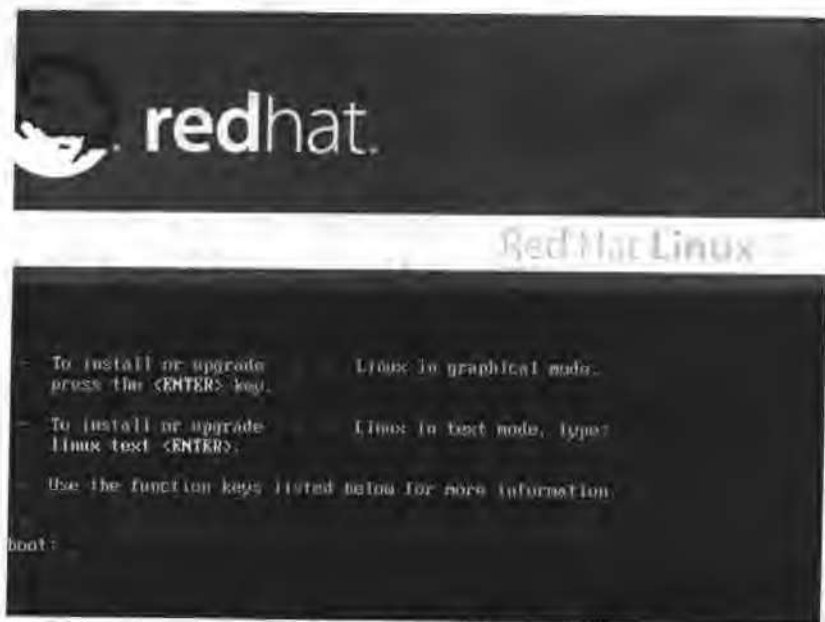 redhat.
Red Hat Linux
- To install or upgrade Linux in graphical mode,
press the <ENTER> key.
- To install or upgrade Linux in text mode, type:
linux text <ENTER>.
- Use the function keys listed below for more information
boot: